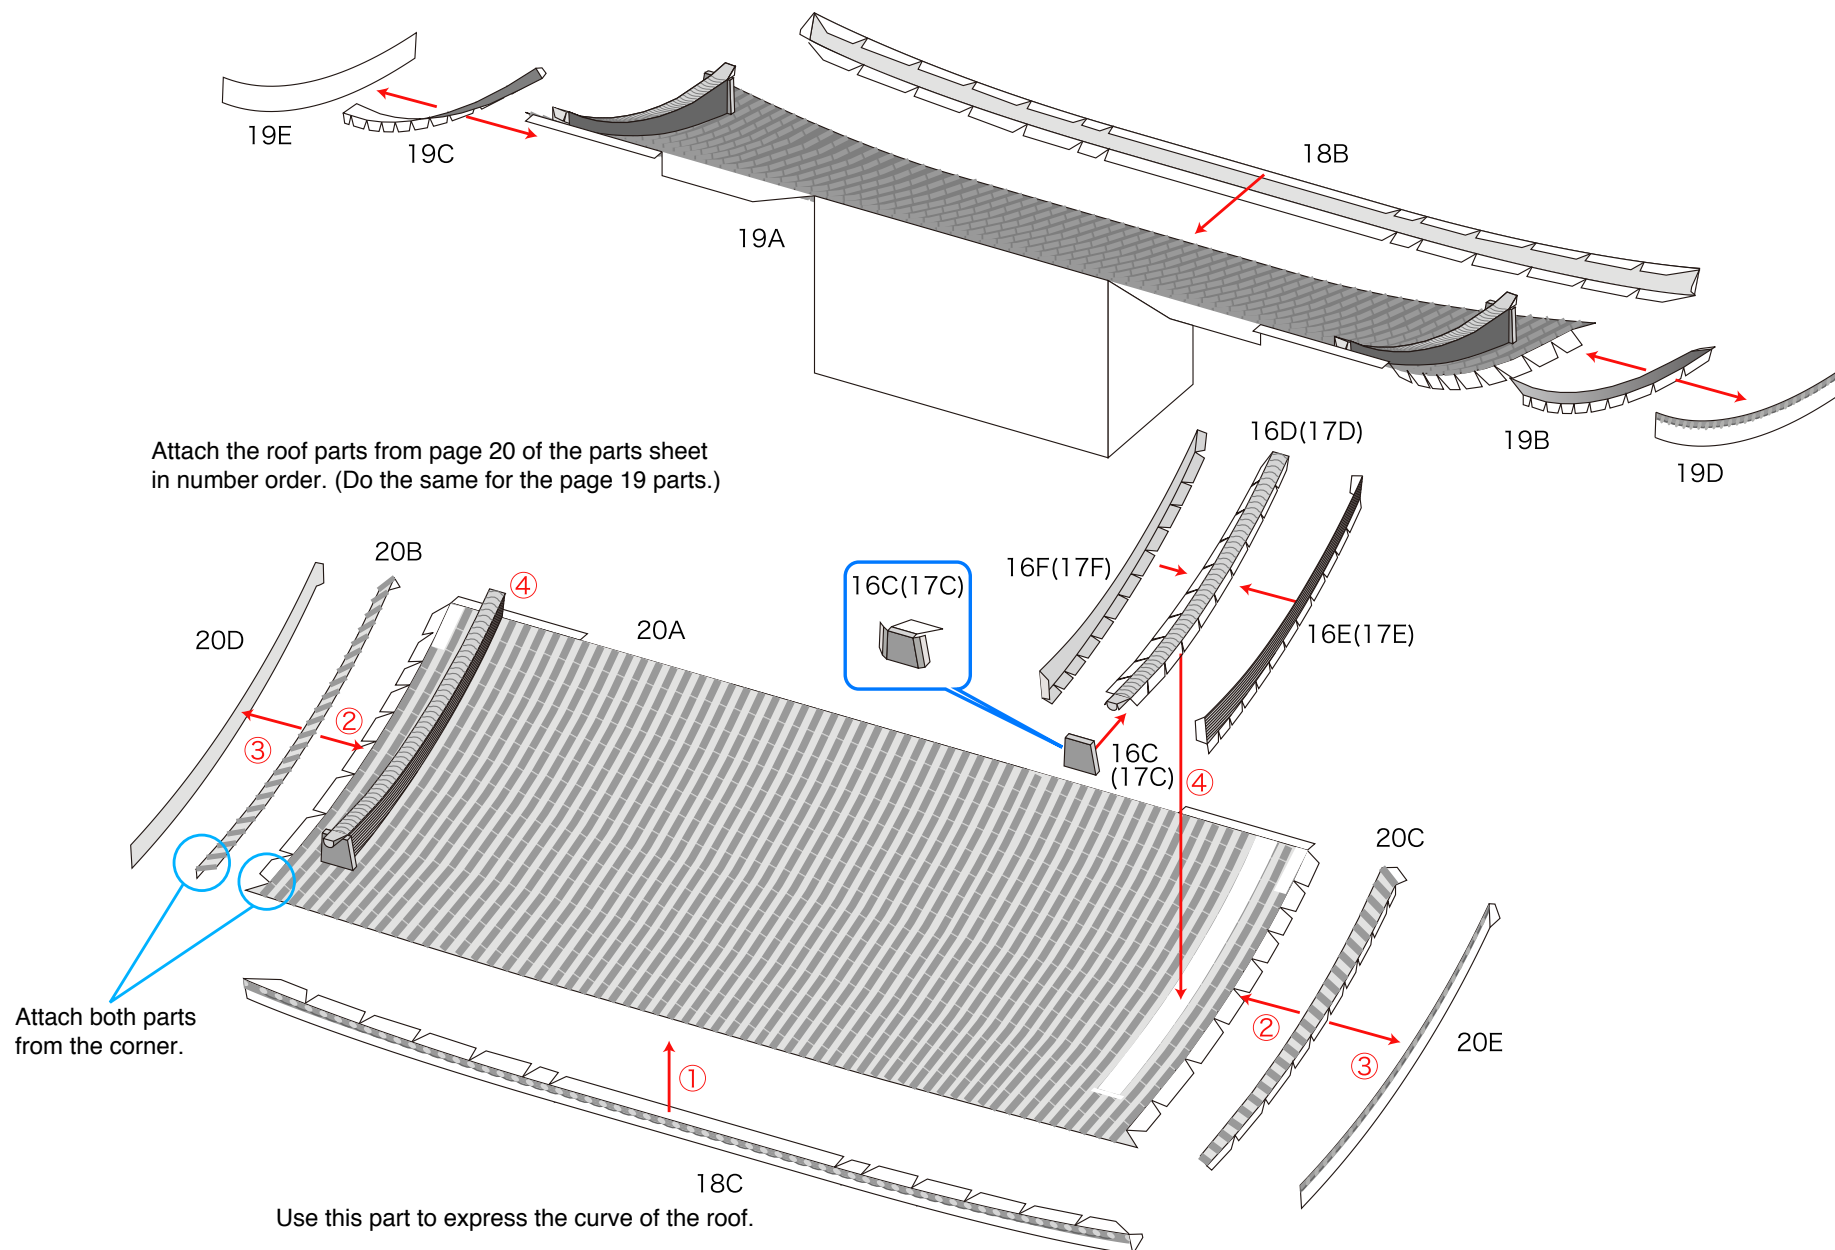 19E
19C
18B
19A
19B
19D
Attach the roof parts from page 20 of the parts sheet
in number order. (Do the same for the page 19 parts.)
16D(17D)
16F(17F)
16C(17C)
16E(17E)
16C
(17C)
④
20B
④
20D
20A
②
③
20C
②
③
20E
Attach both parts
from the corner.
①
18C
Use this part to express the curve of the roof.